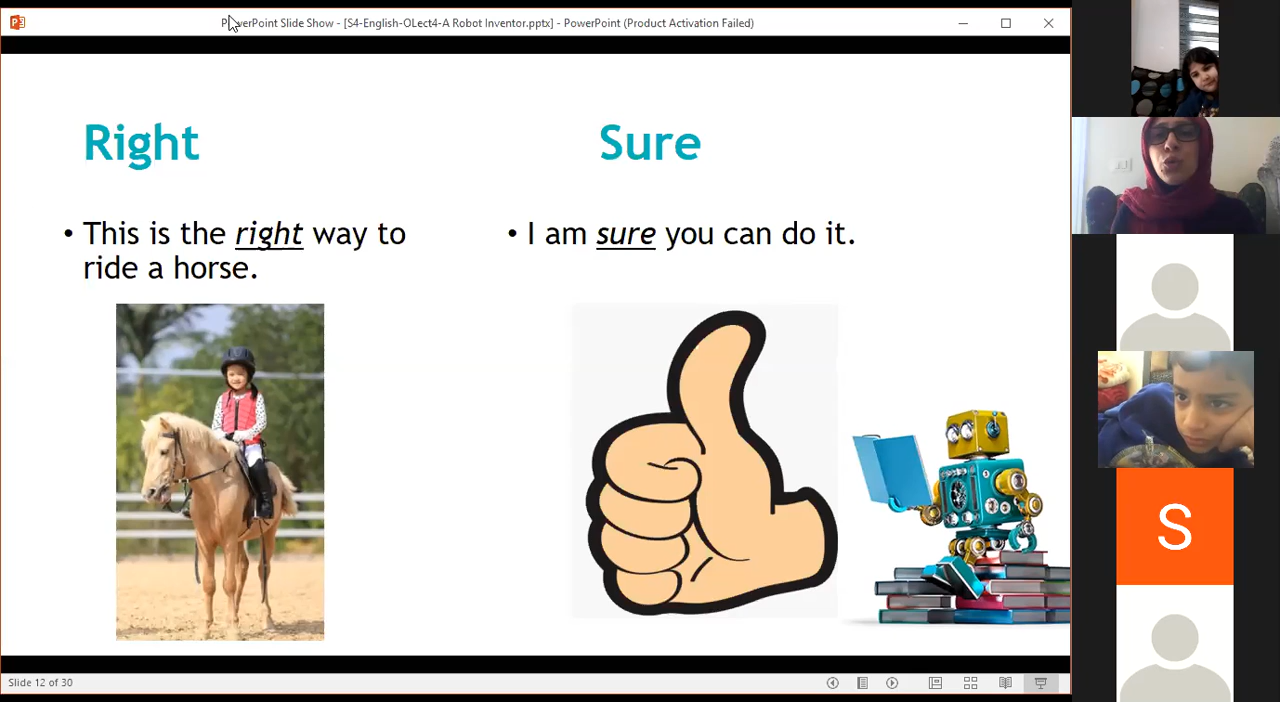 PowerPoint Slide Show - [S4-English-OLect4-A Robot Inventor.pptx] - PowerPoint (Product Activation Failed)
Right
• This is the right way to
ride a horse.
Sure
• I am sure you can do it.
S
Slide 12 of 30